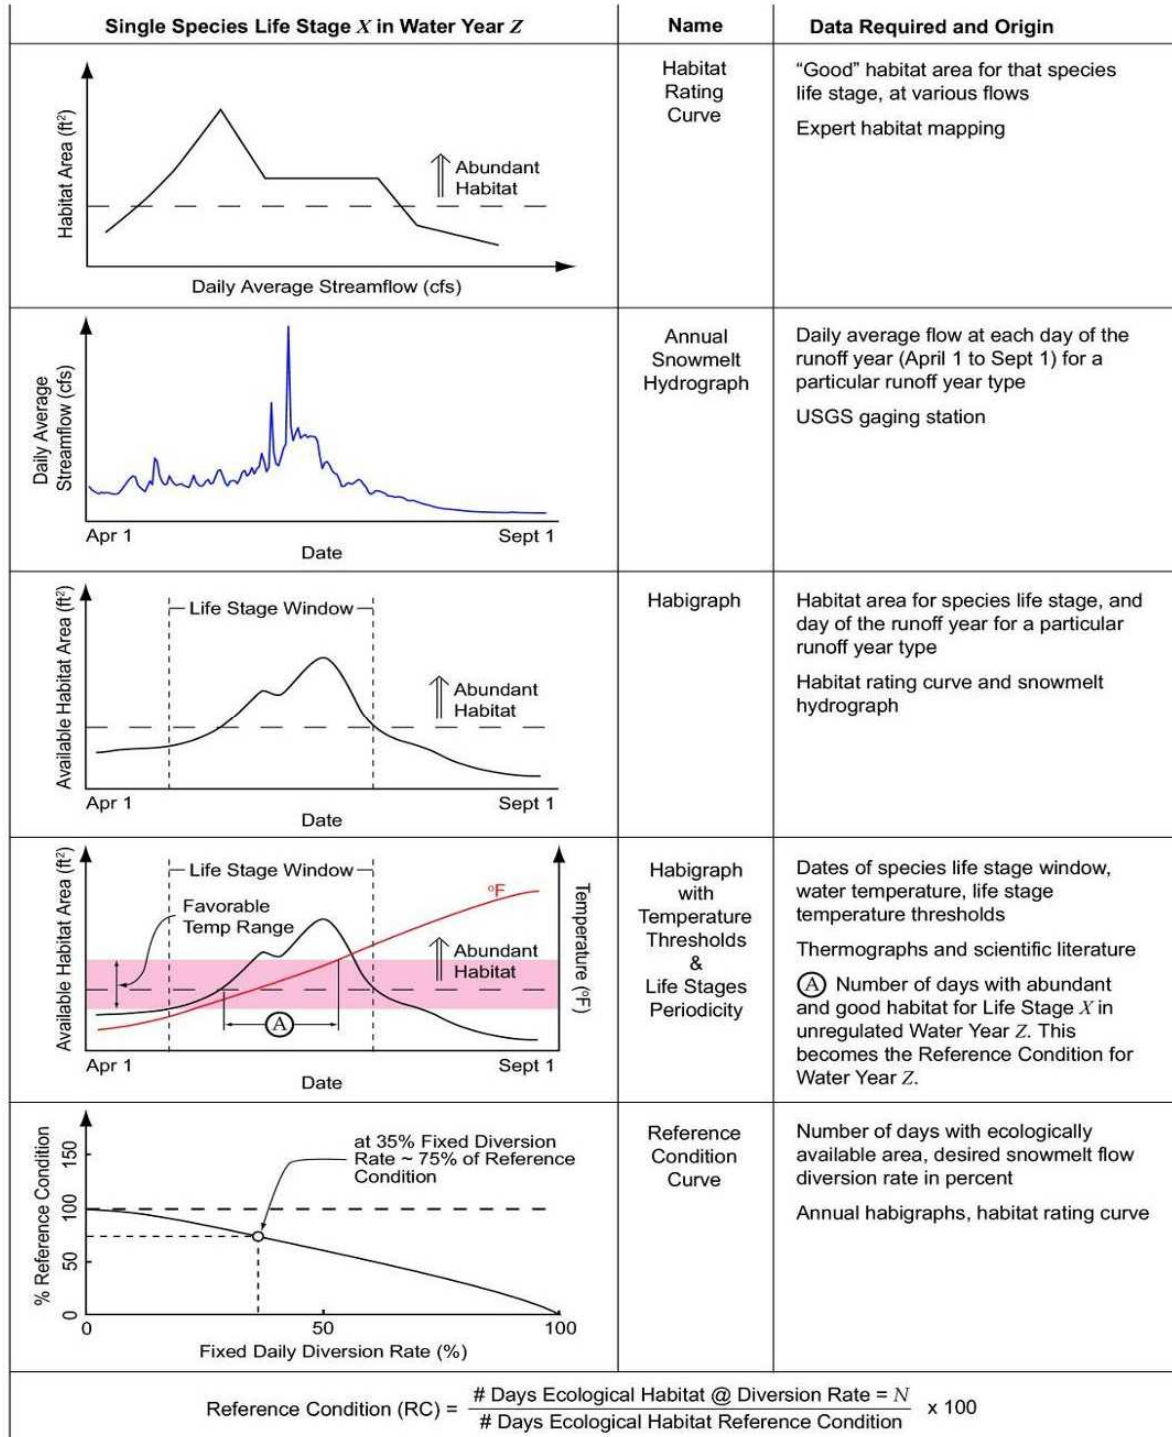 Single Species Life Stage X in Water Year Z
Name
Data Required and Origin
Habitat Area (ft²)
Abundant
Habitat
Daily Average Streamflow (cfs)
Habitat
Rating
Curve
“Good” habitat area for that species
life stage, at various flows
Expert habitat mapping
Daily Average
Streamflow (cfs)
Apr 1
Sept 1
Date
Annual
Snowmelt
Hydrograph
Daily average flow at each day of the
runoff year (April 1 to Sept 1) for a
particular runoff year type
USGS gaging station
Available Habitat Area (ft²)
Life Stage Window
Abundant
Habitat
Apr 1
Sept 1
Date
Habigraph
Habitat area for species life stage, and
day of the runoff year for a particular
runoff year type
Habitat rating curve and snowmelt
hydrograph
Available Habitat Area (ft²)
Life Stage Window
°F
Favorable
Temp Range
Abundant
Habitat
Temperature (°F)
A
Apr 1
Sept 1
Date
Habigraph
with
Temperature
Thresholds
&
Life Stages
Periodicity
Dates of species life stage window,
water temperature, life stage
temperature thresholds
Thermographs and scientific literature
A Number of days with abundant
and good habitat for Life Stage X in
unregulated Water Year Z. This
becomes the Reference Condition for
Water Year Z.
% Reference Condition
150
100
50
0
at 35% Fixed Diversion
Rate ~ 75% of Reference
Condition
0
50
100
Fixed Daily Diversion Rate (%)
Reference
Condition
Curve
Number of days with ecologically
available area, desired snowmelt flow
diversion rate in percent
Annual habigraphs, habitat rating curve
Reference Condition (RC) = # Days Ecological Habitat @ Diversion Rate = N
# Days Ecological Habitat Reference Condition x 100